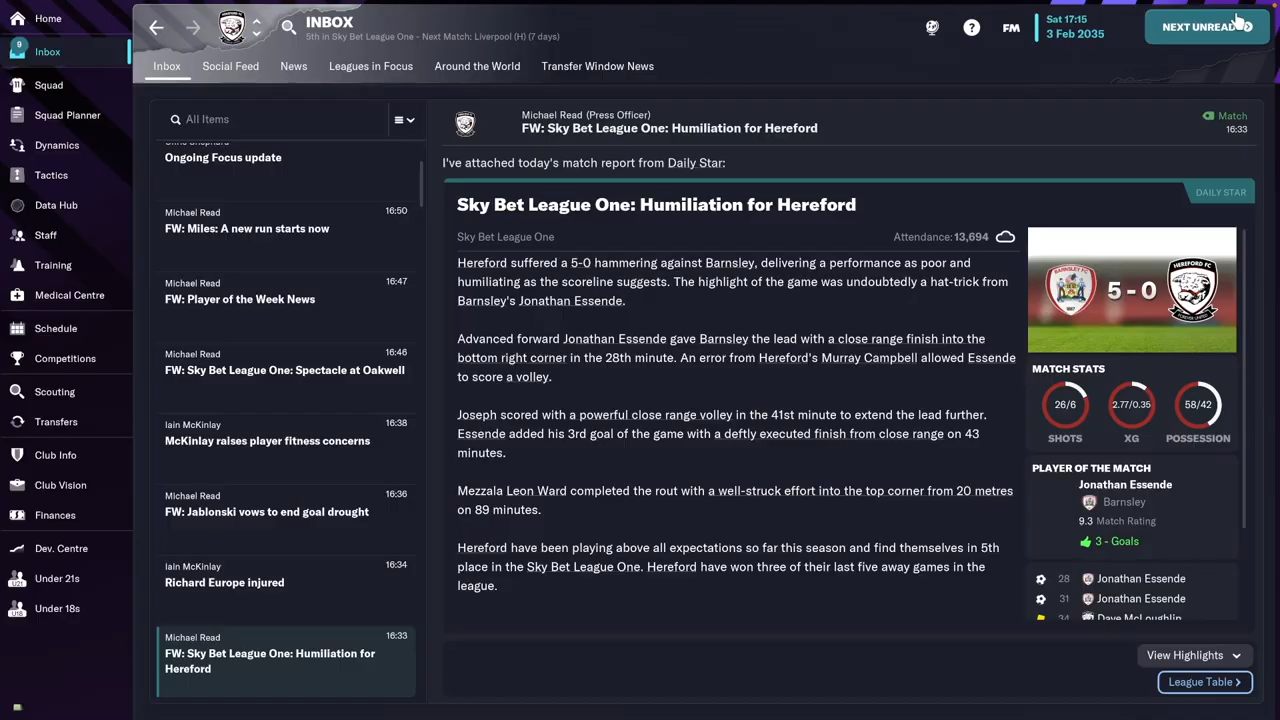 Home
9
Inbox
Squad
Squad Planner
Dynamics
Tactics
Data Hub
Staff
Training
Medical Centre
Schedule
Competitions
Scouting
Transfers
Club Info
Club Vision
Finances
Dev. Centre
U21
Under 21s
U18
Under 18s
INBOX
5th in Sky Bet League One - Next Match: Liverpool (H) (7 days)
FM
Sat 17:15
3 Feb 2035
NEXT UNREAD
Inbox
Social Feed
News
Leagues in Focus
Around the World
Transfer Window News
All Items
Ongoing Focus update
Michael Read 16:50
FW: Miles: A new run starts now
Michael Read 16:47
FW: Player of the Week News
Michael Read 16:46
FW: Sky Bet League One: Spectacle at Oakwell
Iain McKinlay 16:38
McKinlay raises player fitness concerns
Michael Read 16:36
FW: Jablonski vows to end goal drought
Iain McKinlay 16:34
Richard Europe injured
Michael Read 16:33
FW: Sky Bet League One: Humiliation for
Hereford
Michael Read (Press Officer)
FW: Sky Bet League One: Humiliation for Hereford
Match
16:33
I've attached today's match report from Daily Star:
DAILY STAR
Sky Bet League One: Humiliation for Hereford
Sky Bet League One
Attendance: 13,694
Hereford suffered a 5-0 hammering against Barnsley, delivering a performance as poor and
humiliating as the scoreline suggests. The highlight of the game was undoubtedly a hat-trick from
Barnsley's Jonathan Essende.
Advanced forward Jonathan Essende gave Barnsley the lead with a close range finish into the
bottom right corner in the 28th minute. An error from Hereford's Murray Campbell allowed Essende
to score a volley.
Joseph scored with a powerful close range volley in the 41st minute to extend the lead further.
Essende added his 3rd goal of the game with a deftly executed finish from close range on 43
minutes.
Mezzala Leon Ward completed the rout with a well-struck effort into the top corner from 20 metres
on 89 minutes.
Hereford have been playing above all expectations so far this season and find themselves in 5th
place in the Sky Bet League One. Hereford have won three of their last five away games in the
league.
BARNSLEY FC
HEREFORD FC
5 - 0
MATCH STATS
26/6
2.77/0.35
58/42
SHOTS
XG
POSSESSION
PLAYER OF THE MATCH
Jonathan Essende
Barnsley
9.3 Match Rating
3 - Goals
28 Jonathan Essende
31 Jonathan Essende
34 Dave McLoughlin
View Highlights
League Table